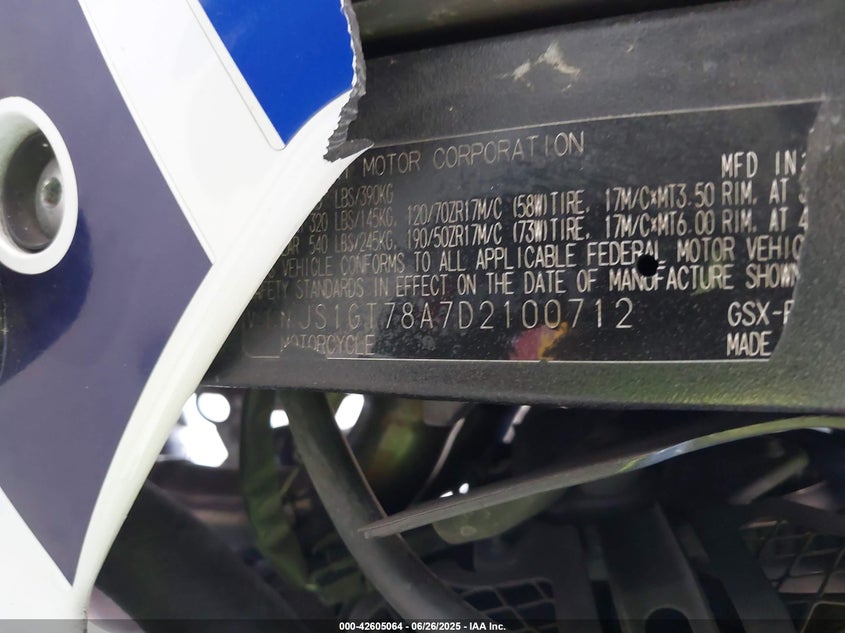 MOTOR CORPORATION MFD IN
LBS/390KG
320 LBS/145KG, 120/70ZR17M/C (58W)TIRE, 17M/C×MT3.50 RIM, AT
540 LBS/245KG, 190/50ZR17M/C (73W)TIRE, 17M/C×MT6.00 RIM, AT 4
VEHICLE CONFORMS TO ALL APPLICABLE FEDERAL MOTOR VEHIC
STANDARDS IN EFFECT ON THE DATE OF MANUFACTURE SHOWN
JS1GT78A7D2100712 GSX-R
MOTORCYCLE MADE
000-42605064 - 06/26/2025 - IAA Inc.